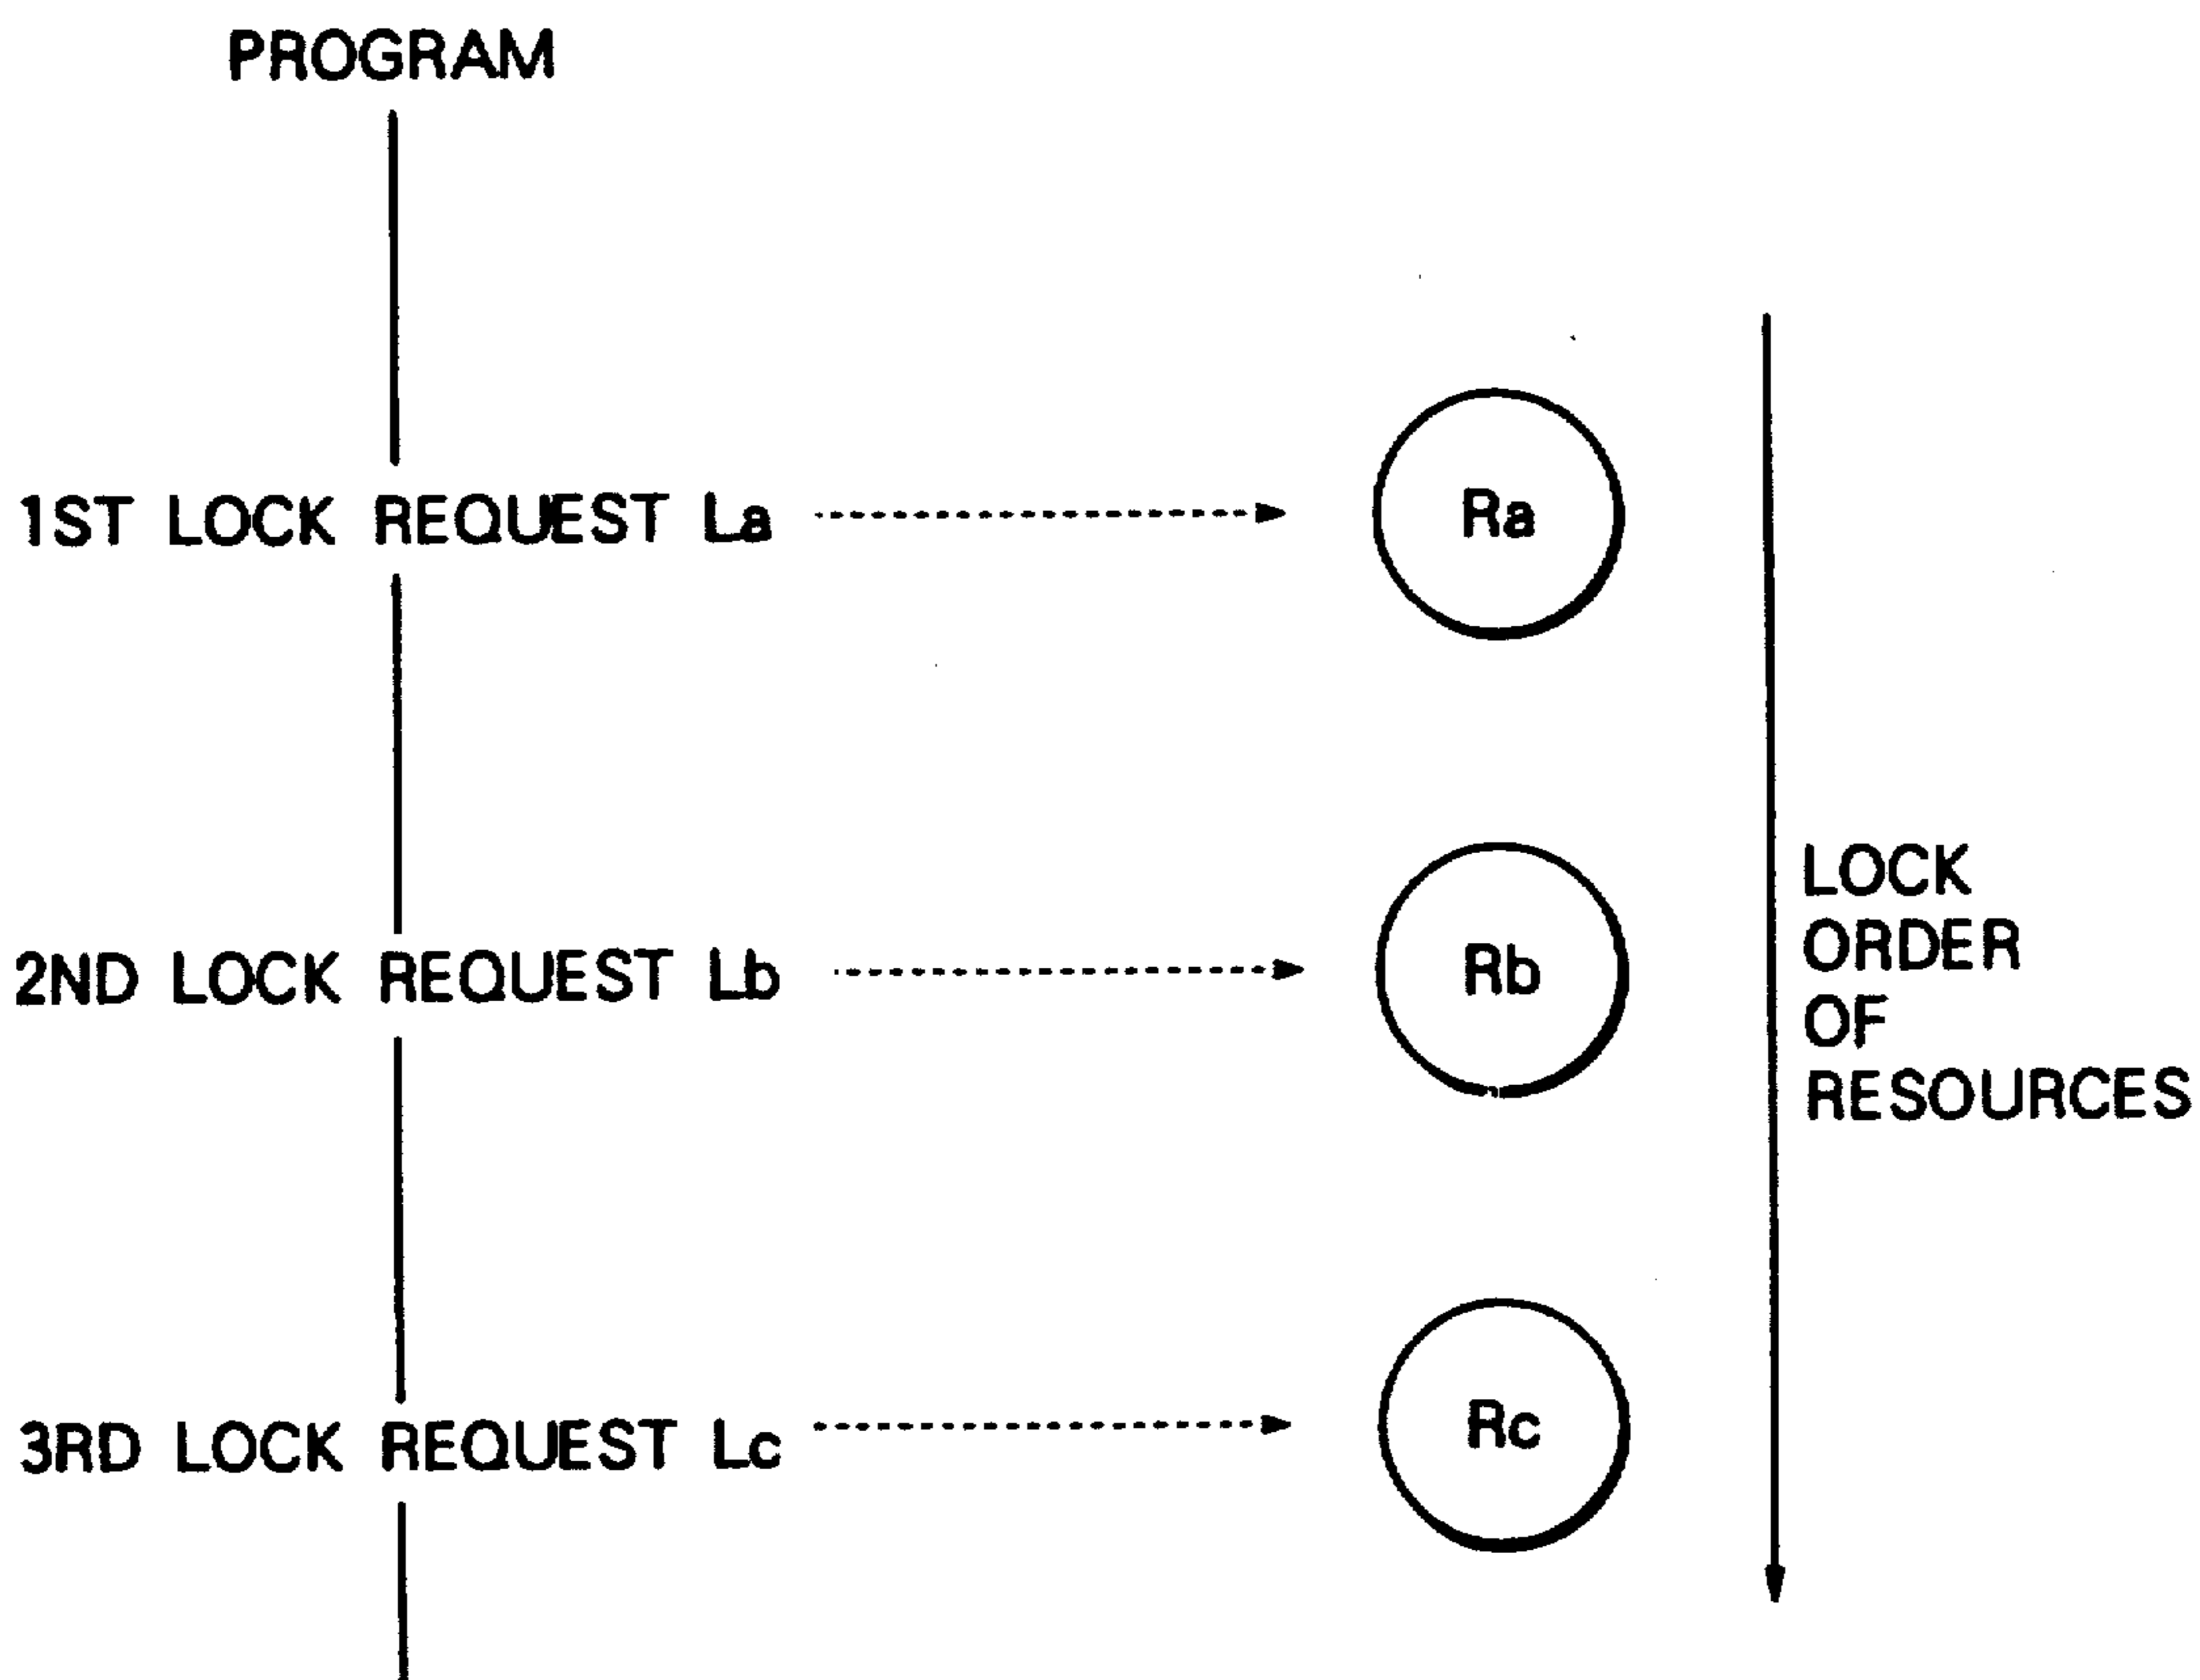 PROGRAM
1ST LOCK REQUEST La
Ra
2ND LOCK REQUEST Lb
Rb
LOCK
ORDER
OF
RESOURCES
3RD LOCK REQUEST Lc
Rc